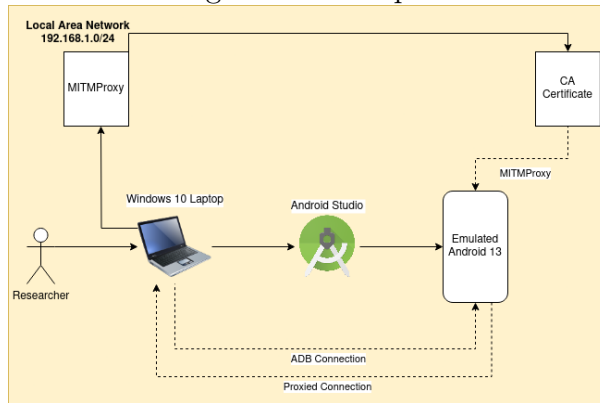 Local Area Network
192.168.1.0/24
MITMProxy
CA
Certificate
MITMProxy
Windows 10 Laptop
Android Studio
Emulated
Android 13
Researcher
ADB Connection
Proxied Connection